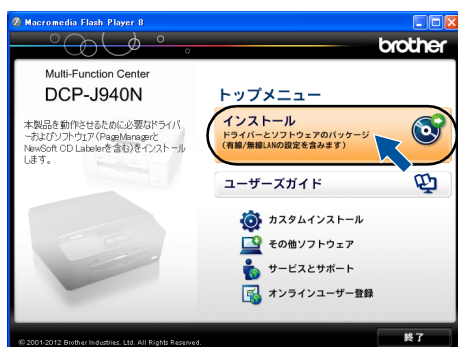 Macromedia Flash Player 8
brother
Multi-Function Center
DCP-J940N
本製品を動作させるために必要なドライバ
ーおよびソフトウェア(PageManagerと
NewSoft CD Labelerを含む)をインストール
します。
トップメニュー
インストール
ドライバーとソフトウェアのパッケージ
(有線/無線LANの設定を含みます)
ユーザーズガイド
カスタムインストール
その他ソフトウェア
サービスとサポート
オンラインユーザー登録
© 2001-2012 Brother Industries, Ltd. All Rights Reserved.
終了